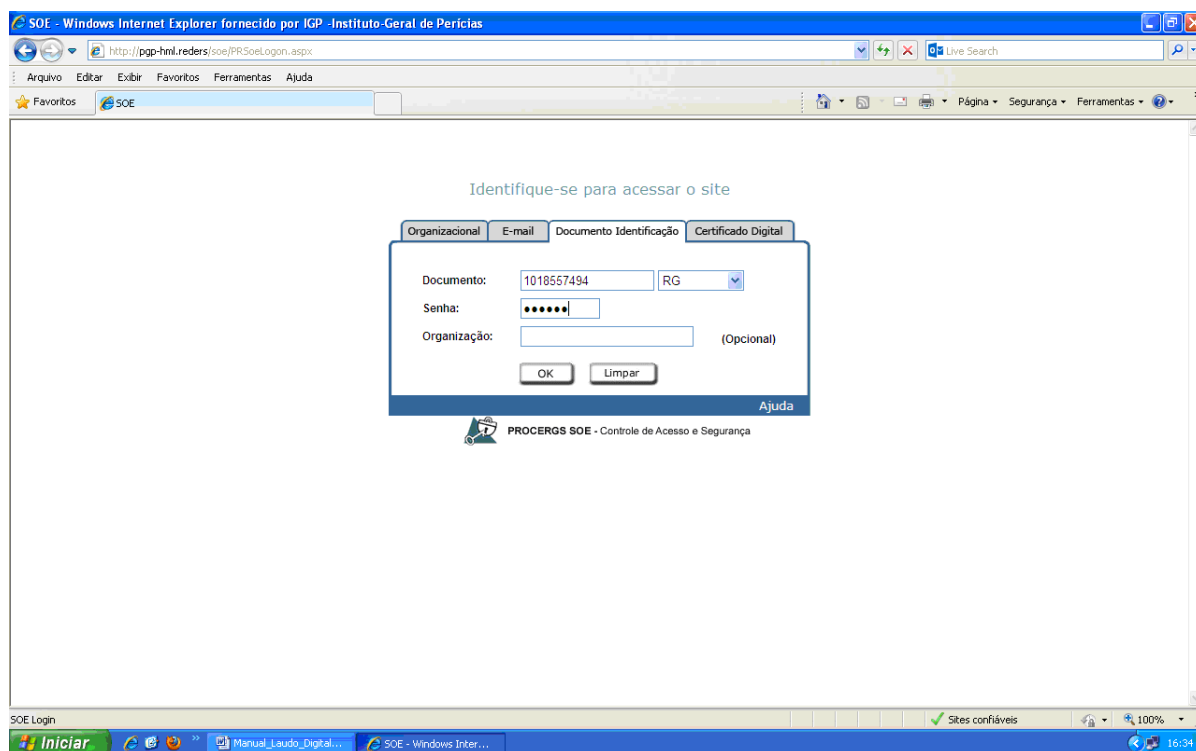 SOE - Windows Internet Explorer fornecido por IGP -Instituto-Geral de Perícias
http://pgp-hml.reders/soe/PRSoeLogon.aspx
Live Search
Arquivo Editar Exibir Favoritos Ferramentas Ajuda
Favoritos
SOE
Página
Segurança
Ferramentas
Identifique-se para acessar o site
Organizacional E-mail Documento Identificação Certificado Digital
Documento: 1018557494 RG
Senha: ••••••
Organização: (Opcional)
OK Limpar
Ajuda
PROCERGS SOE - Controle de Acesso e Segurança
SOE Login
Sites confiáveis
100%
Iniciar
Manual_Laudo_Digital...
SOE - Windows Inter...
16:34